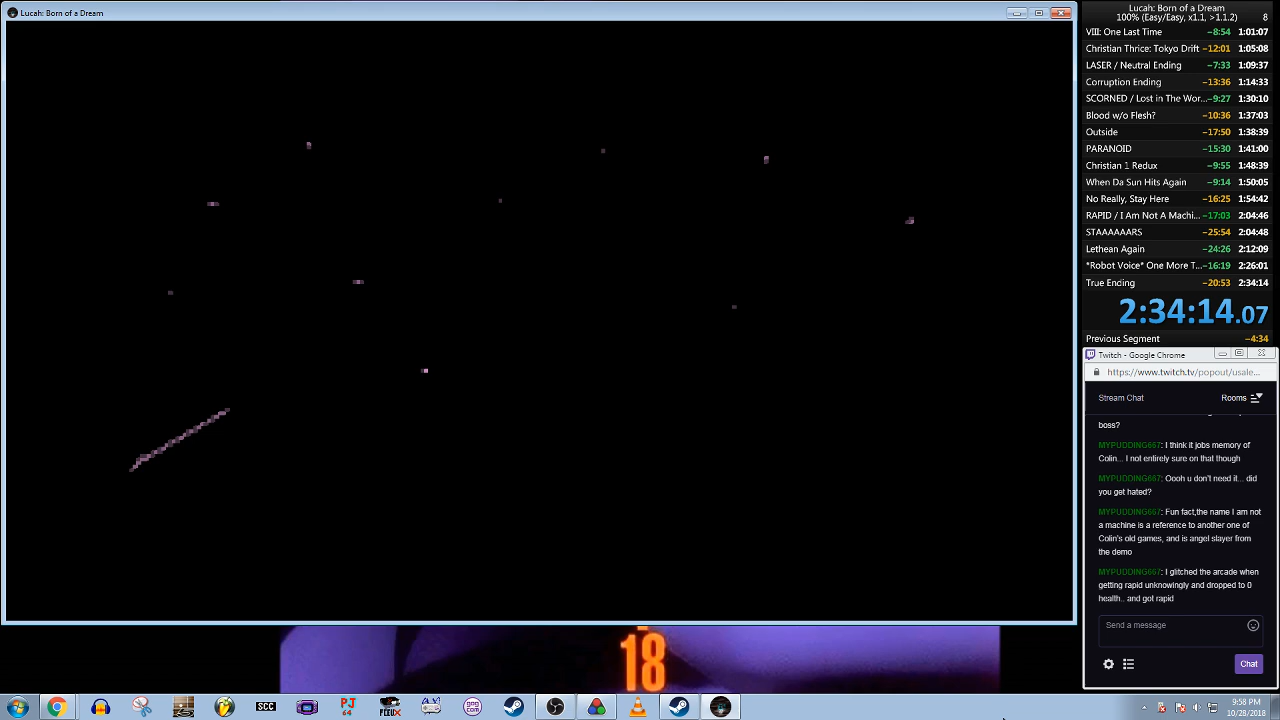 Lucah: Born of a Dream
Lucah: Born of a Dream
100% (Easy/Easy, x1.1, >1.1.2) 8
VIII: One Last Time −8:54 1:01:07
Christian Thrice: Tokyo Drift −12:01 1:05:08
LASER / Neutral Ending −7:33 1:09:37
Corruption Ending −13:36 1:14:33
SCORNED / Lost in The Wor... −9:27 1:30:10
Blood w/o Flesh? −10:36 1:37:03
Outside −17:50 1:38:39
PARANOID −15:30 1:41:00
Christian 1 Redux −9:55 1:48:39
When Da Sun Hits Again −9:14 1:50:05
No Really, Stay Here −16:25 1:54:42
RAPID / I Am Not A Machi... −17:03 2:04:46
STAAAAARS −25:54 2:04:48
Lethean Again −24:26 2:12:09
*Robot Voice* One More T... −16:19 2:26:01
True Ending −20:53 2:34:14
2:34:14.07
Previous Segment −4:34
Twitch - Google Chrome
https://www.twitch.tv/popout/usale...
Stream Chat Rooms
boss?
MYPUDDING667: I think it jobs memory of
Colin... I not entirely sure on that though
MYPUDDING667: Oooh u don't need it... did
you get hated?
MYPUDDING667: Fun fact,the name I am not
a machine is a reference to another one of
Colin's old games, and is angel slayer from
the demo
MYPUDDING667: I glitched the arcade when
getting rapid unknowingly and dropped to 0
health.. and got rapid
Send a message
Chat
18
SCC
PJ
64
9:58 PM
10/28/2018